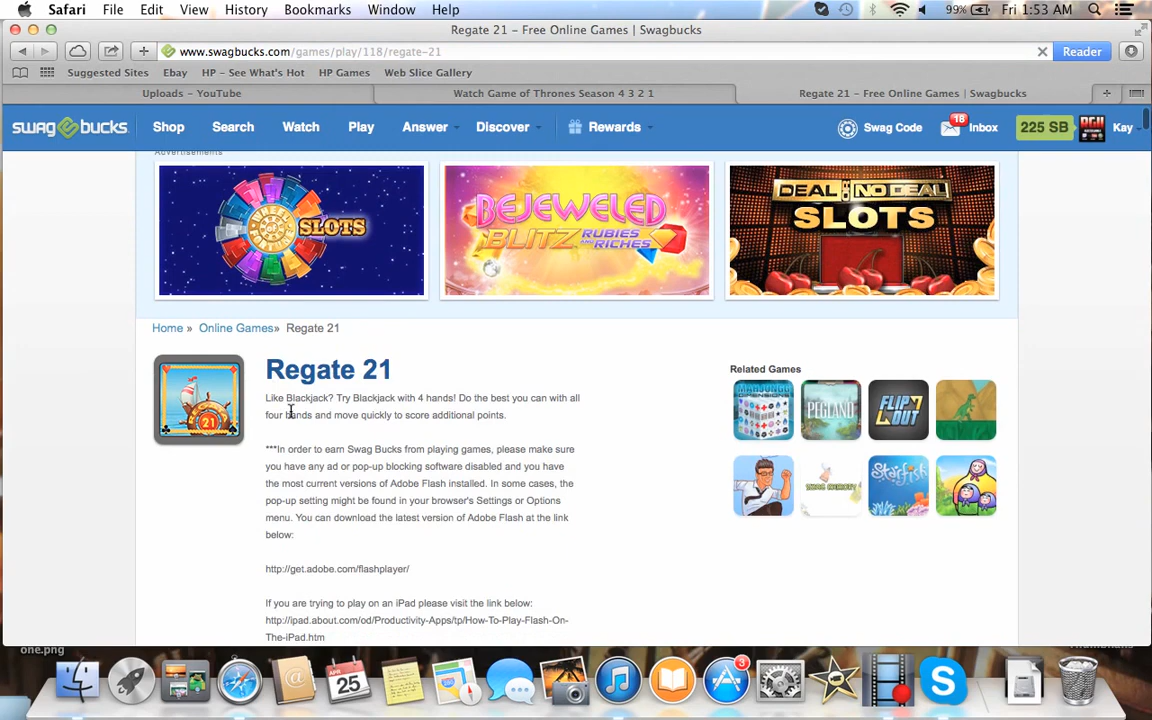 Safari File Edit View History Bookmarks Window Help 99% Fri 1:53 AM
Regate 21 – Free Online Games | Swagbucks
www.swagbucks.com/games/play/118/regate-21 Reader
Suggested Sites Ebay HP – See What's Hot HP Games Web Slice Gallery
Uploads – YouTube Watch Game of Thrones Season 4 3 2 1 Regate 21 – Free Online Games | Swagbucks
swagbucks Shop Search Watch Play Answer Discover Rewards Swag Code 18 Inbox 225 SB Kay
Advertisements
SLOTS BEJEWELED BLITZ RUBIES AND RICHES DEAL OR NO DEAL SLOTS
Home » Online Games» Regate 21
Regate 21
21
Like Blackjack? Try Blackjack with 4 hands! Do the best you can with all
four hands and move quickly to score additional points.
***In order to earn Swag Bucks from playing games, please make sure
you have any ad or pop-up blocking software disabled and you have
the most current versions of Adobe Flash installed. In some cases, the
pop-up setting might be found in your browser's Settings or Options
menu. You can download the latest version of Adobe Flash at the link
below:
http://get.adobe.com/flashplayer/
If you are trying to play on an iPad please visit the link below:
http://ipad.about.com/od/Productivity-Apps/tp/How-To-Play-Flash-On-
The-iPad.htm
Related Games
MAHJONGG DIMENSIONS PEGLAND FLIP OUT
Starfish
one.png
APR 25 3